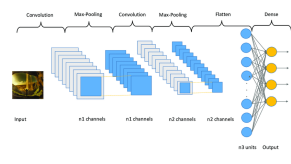 Convolution Max-Pooling Convolution Max-Pooling Flatten Dense
Input n1 channels n1 channels n2 channels n2 channels
n3 units Output